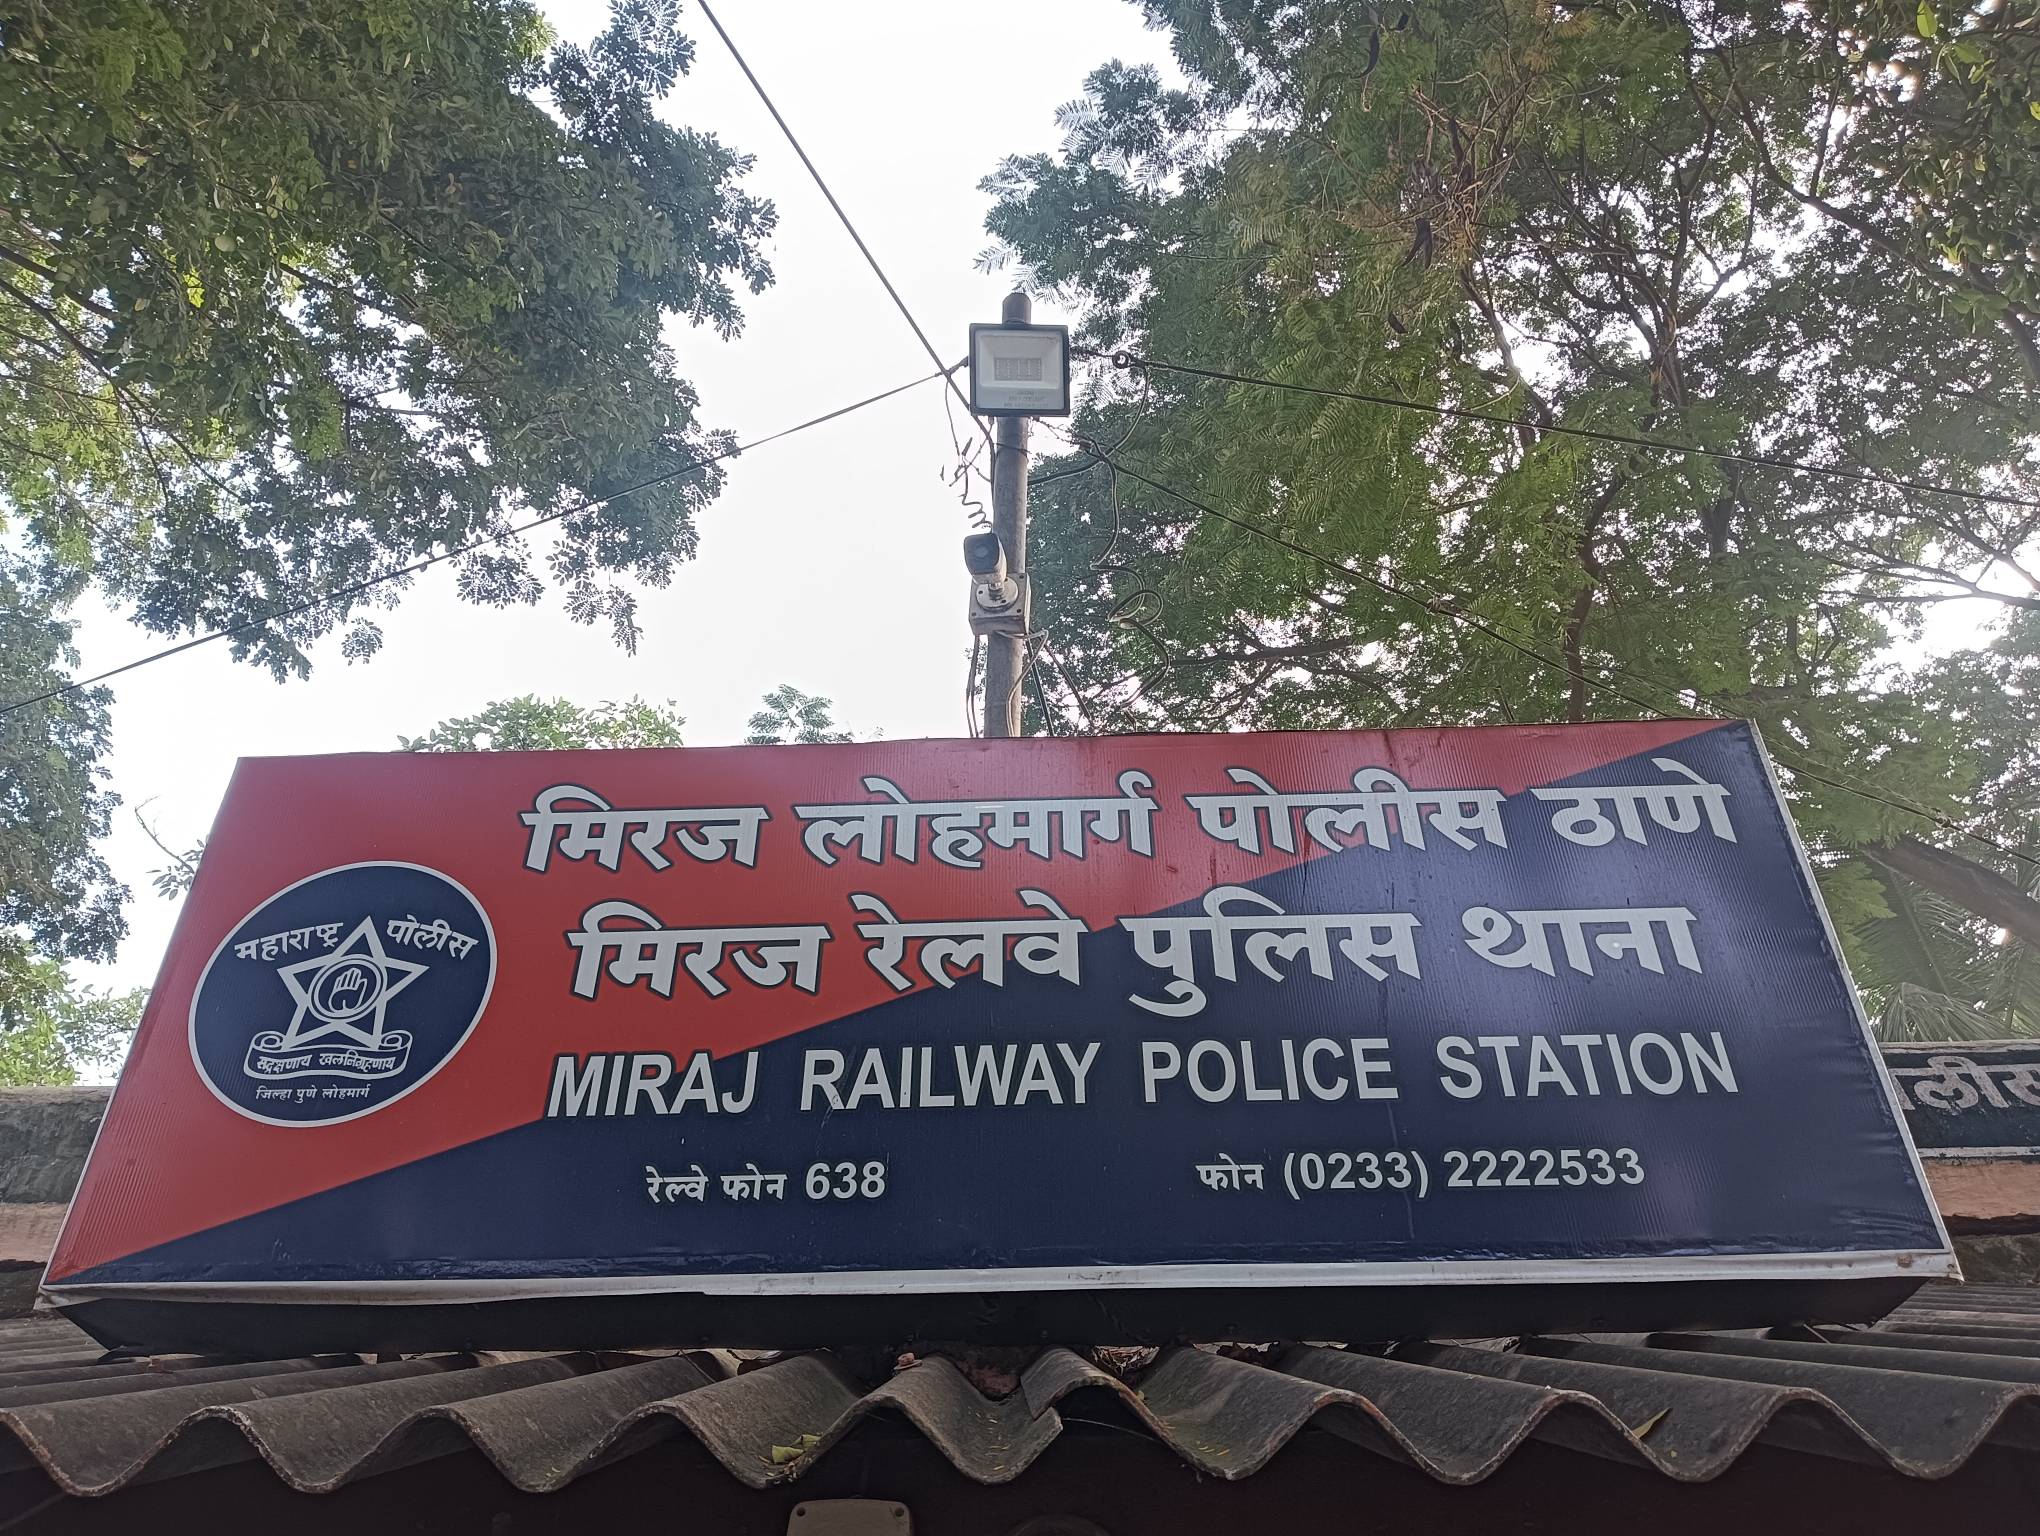 मिरज लोहमार्ग पोलीस ठाणे
मिरज रेलवे पुलिस थाना
MIRAJ RAILWAY POLICE STATION
रेल्वे फोन 638
फोन (0233) 2222533
महाराष्ट्र पोलीस
सद्रक्षणाय खलनिग्रहणाय
जिल्हा पुणे लोहमार्ग